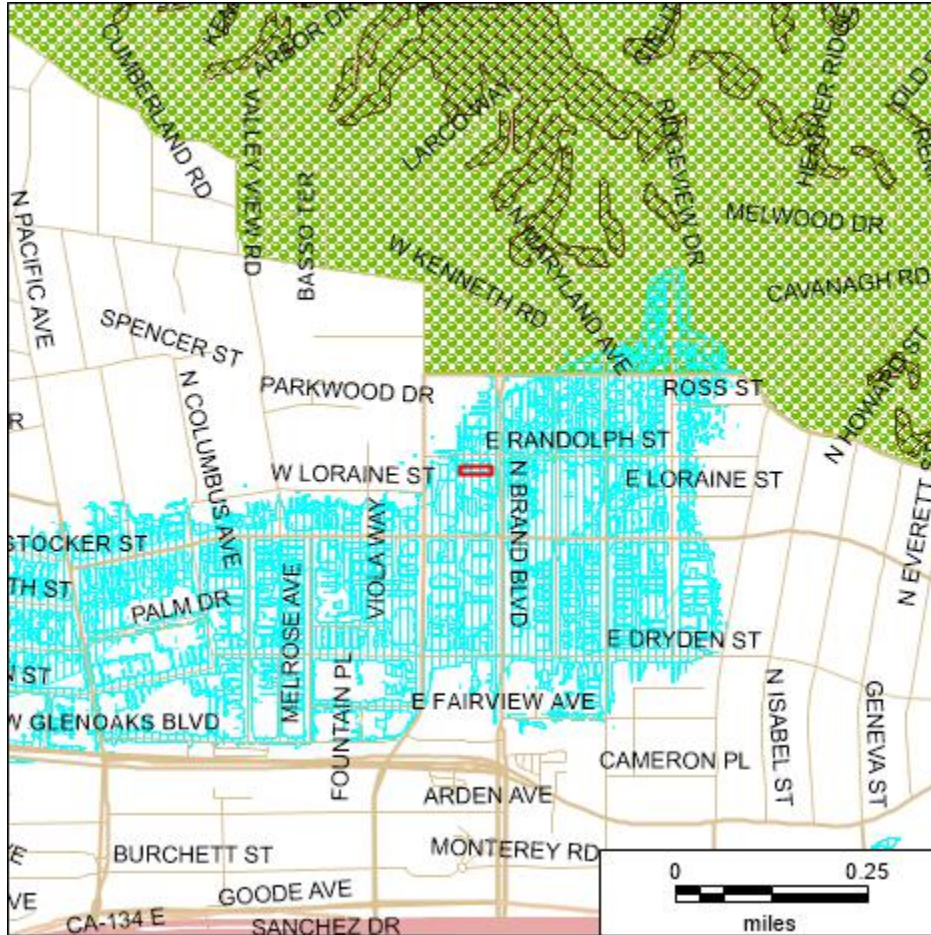 CUMBERLAND RD
ARBOR DR
VALLEY VIEW RD
LARCO WAY
RIDGEVIEW DR
HEATHER RIDGE
N PACIFIC AVE
BASSO TER
W KENNETH RD
N MARYLAND AVE
MELWOOD DR
CAVANAGH RD
SPENCER ST
N COLUMBUS AVE
PARKWOOD DR
ROSS ST
N HOWARD ST
E RANDOLPH ST
W LORAINE ST
N BRAND BLVD
E LORAINE ST
N EVERETT
STOCKER ST
VIOLA WAY
TH ST
PALM DR
MELROSE AVE
E DRYDEN ST
N ST
FOUNTAIN PL
E FAIRVIEW AVE
N ISABEL ST
GENEVA ST
W GLENOAKS BLVD
CAMERON PL
ARDEN AVE
BURCHETT ST
MONTEREY RD
GOODE AVE
VE
CA-134 E
SANCHEZ DR
0 0.25
miles